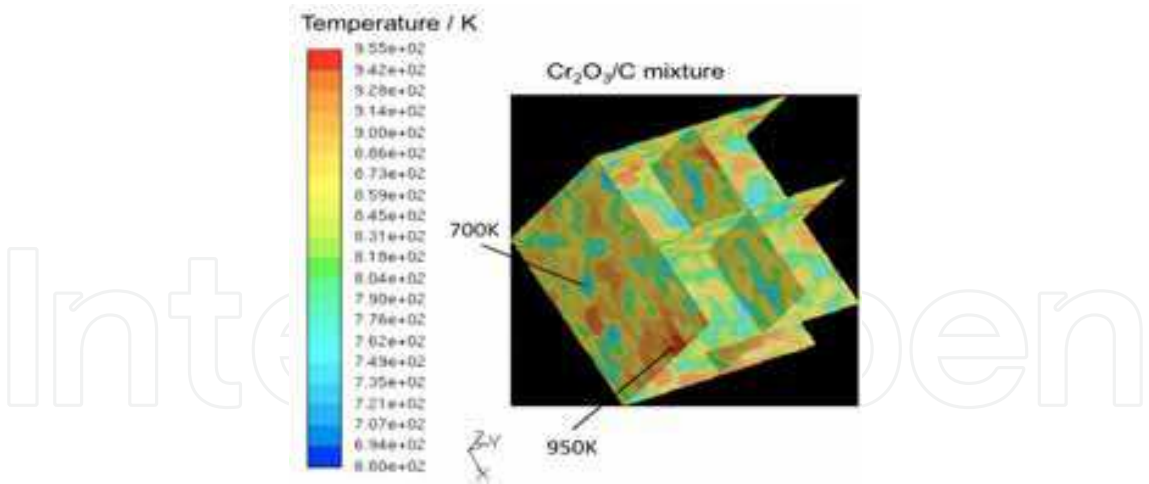 Temperature / K
9.55e+02
9.42e+02
9.28e+02
9.14e+02
9.00e+02
8.86e+02
8.73e+02
8.59e+02
8.45e+02
8.31e+02
8.18e+02
8.04e+02
7.90e+02
7.76e+02
7.62e+02
7.49e+02
7.35e+02
7.21e+02
7.07e+02
6.94e+02
6.80e+02
Cr₂O₃/C mixture
700K
950K
Z Y
X